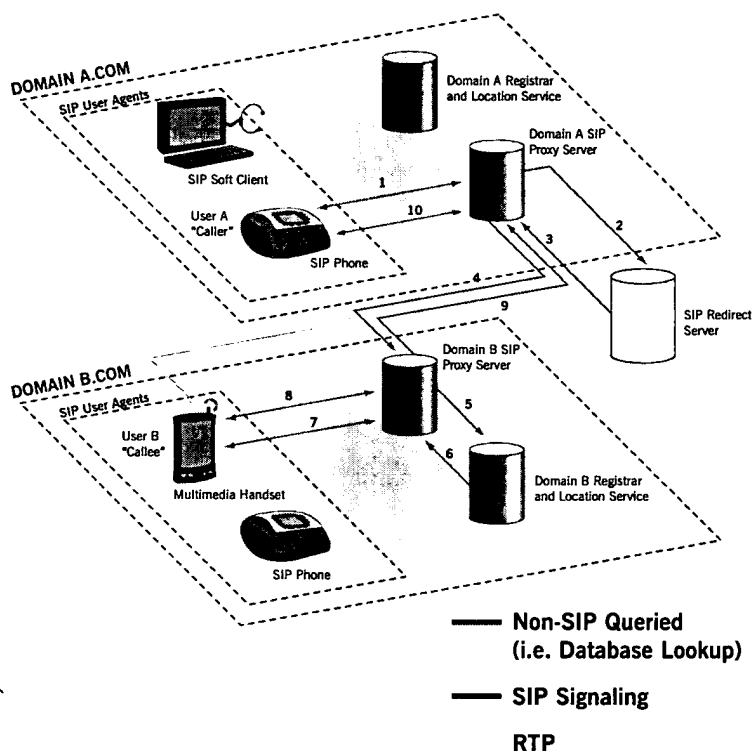 DOMAIN A.COM
SIP User Agents
SIP Soft Client
User A
"Caller"
SIP Phone
Domain A Registrar
and Location Service
Domain A SIP
Proxy Server
1
10
2
3
4
9
SIP Redirect
Server
DOMAIN B.COM
SIP User Agents
User B
"Callee"
Multimedia Handset
SIP Phone
Domain B SIP
Proxy Server
8
7
5
6
Domain B Registrar
and Location Service
Non-SIP Queried
(i.e. Database Lookup)
SIP Signaling
RTP